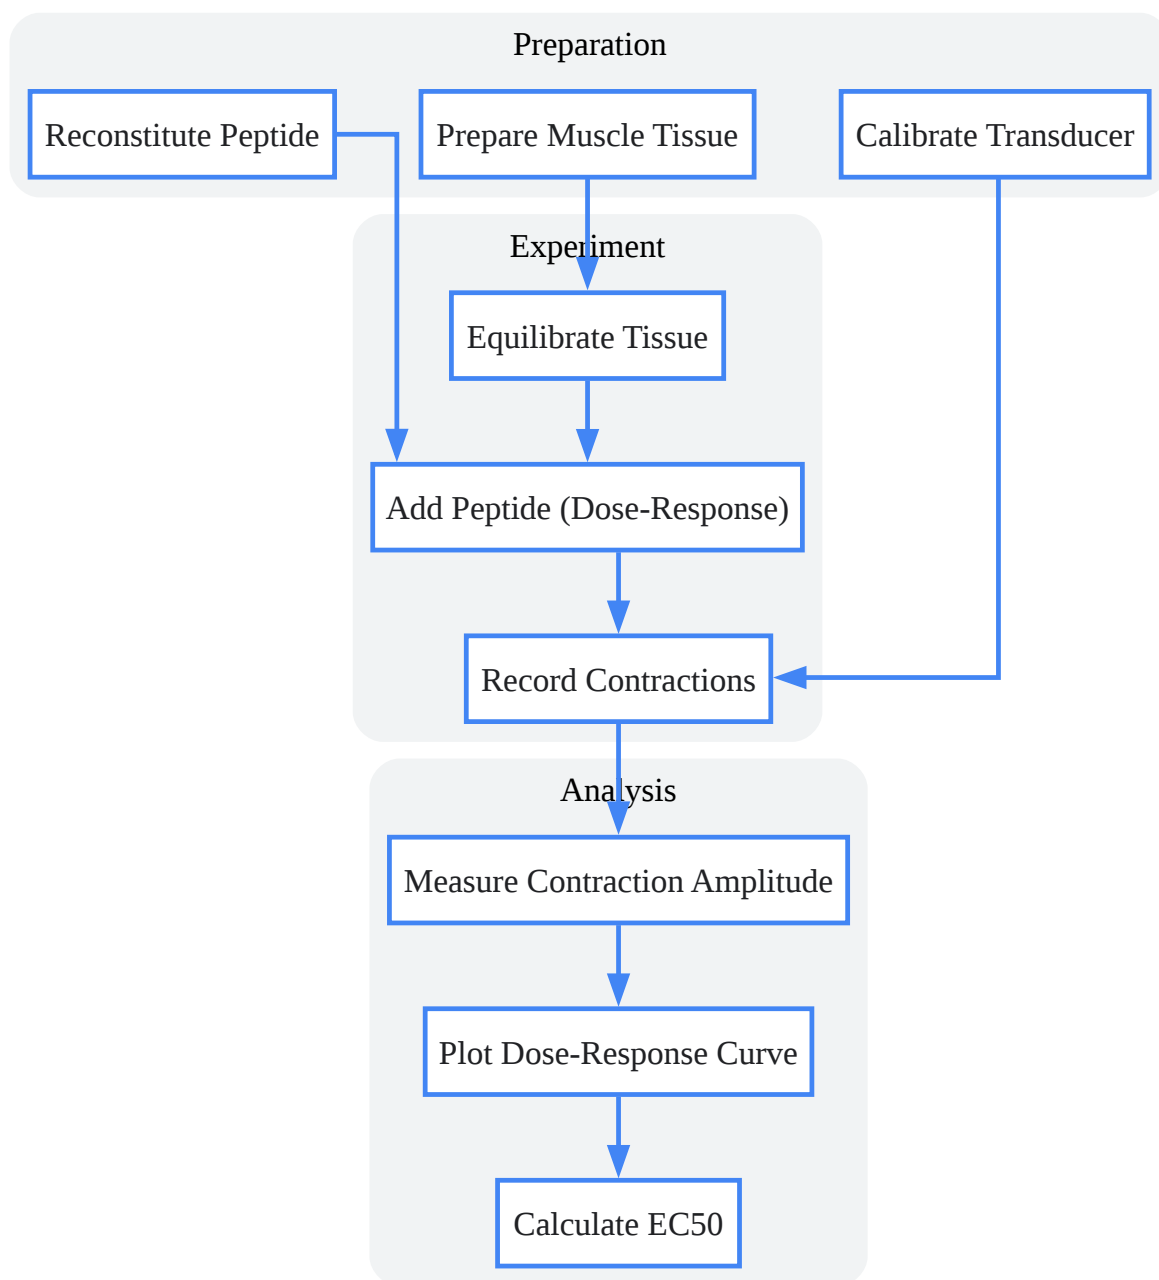 Preparation
Reconstitute Peptide
Prepare Muscle Tissue
Calibrate Transducer
Experiment
Equilibrate Tissue
Add Peptide (Dose-Response)
Record Contractions
Analysis
Measure Contraction Amplitude
Plot Dose-Response Curve
Calculate EC50